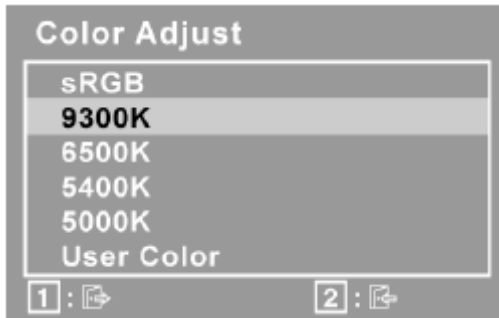 Color Adjust
sRGB
9300K
6500K
5400K
5000K
User Color
1 : 2 :